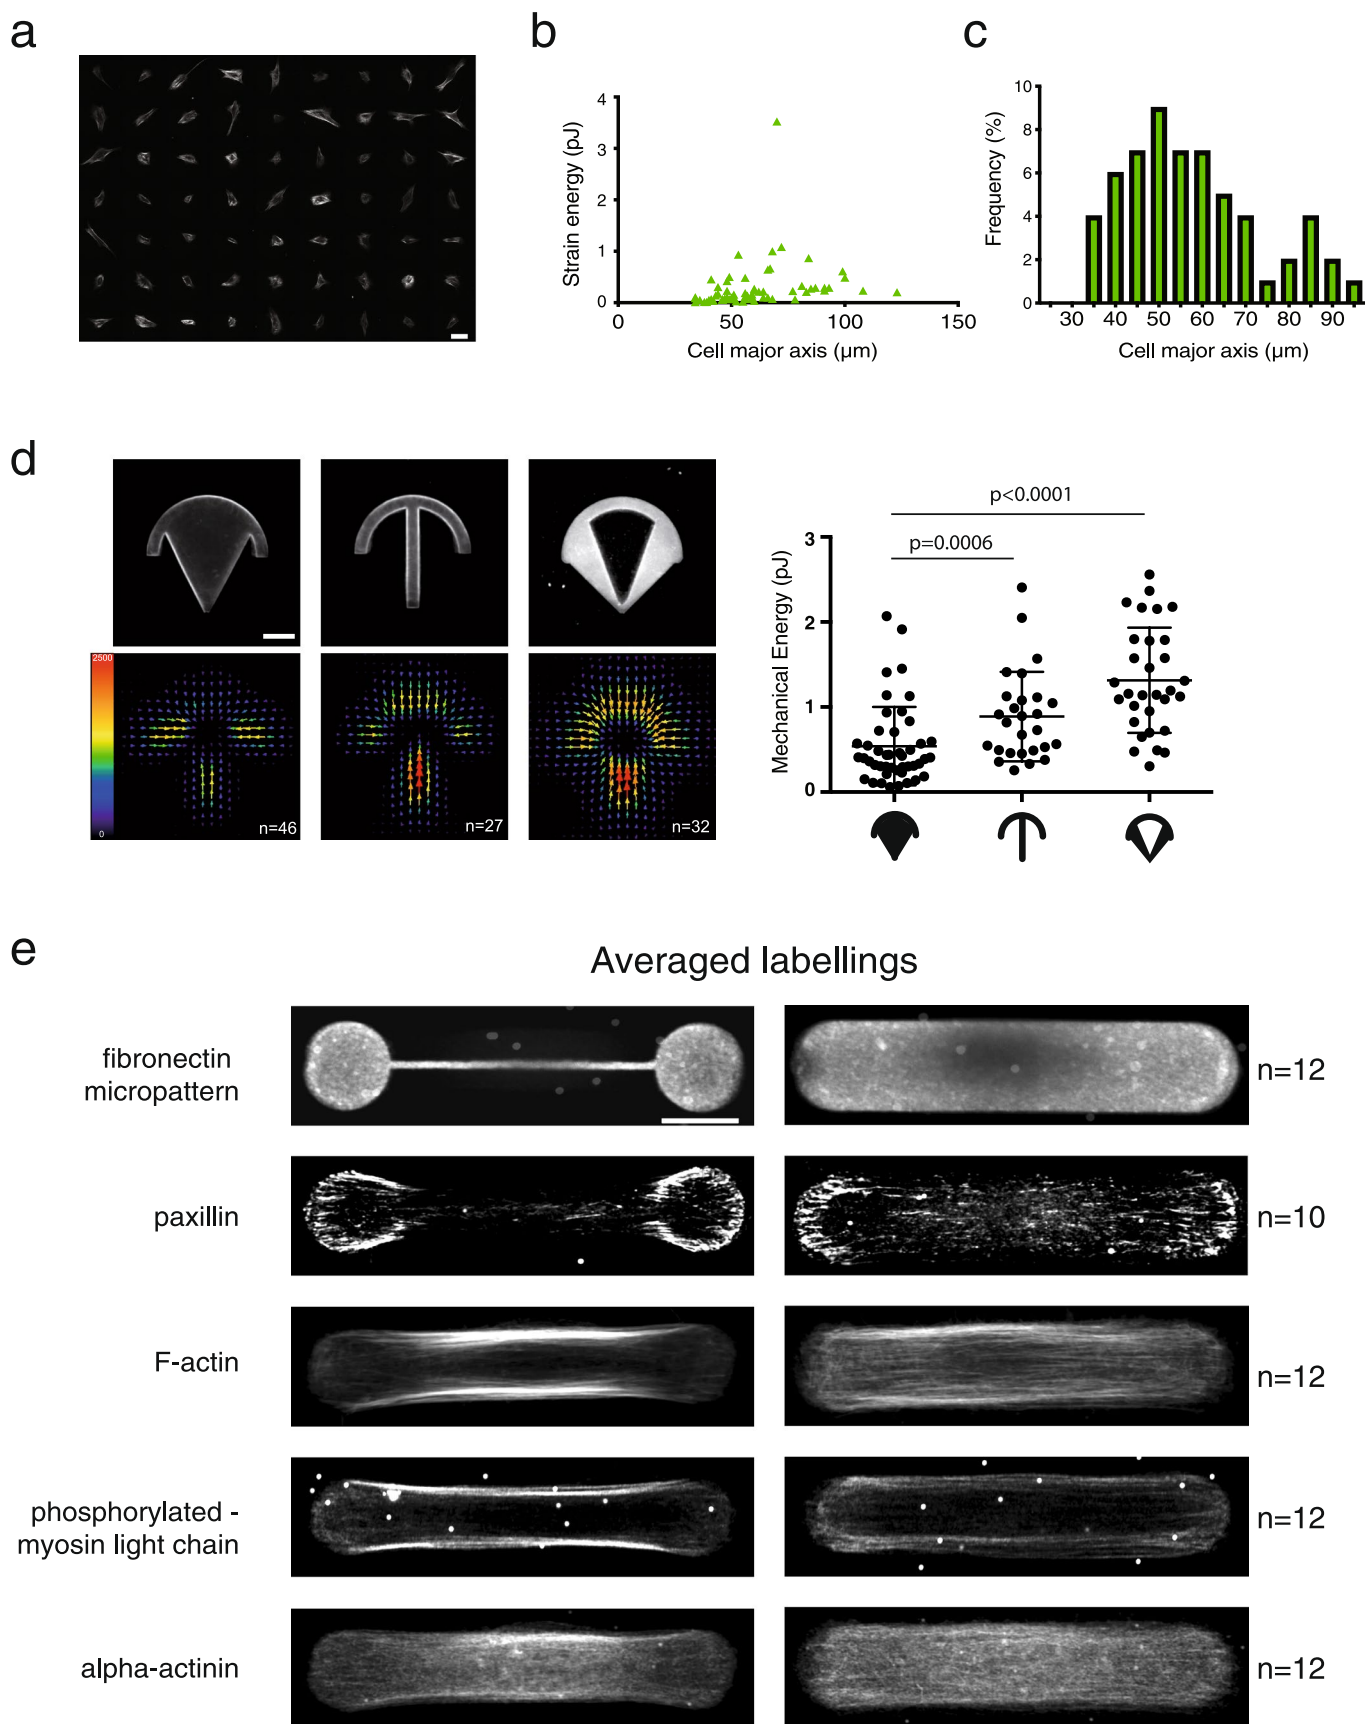 a
b
c
4
3
2
1
0
Strain energy (pJ)
0
50
100
150
Cell major axis (µm)
10
8
6
4
2
0
Frequency (%)
30
40
50
60
70
80
90
Cell major axis (µm)
d
2500
0
n=46
n=27
n=32
p<0.0001
p=0.0006
3
2
1
0
Mechanical Energy (pJ)
e
Averaged labellings
fibronectin
micropattern
n=12
paxillin
n=10
F-actin
n=12
phosphorylated -
myosin light chain
n=12
alpha-actinin
n=12